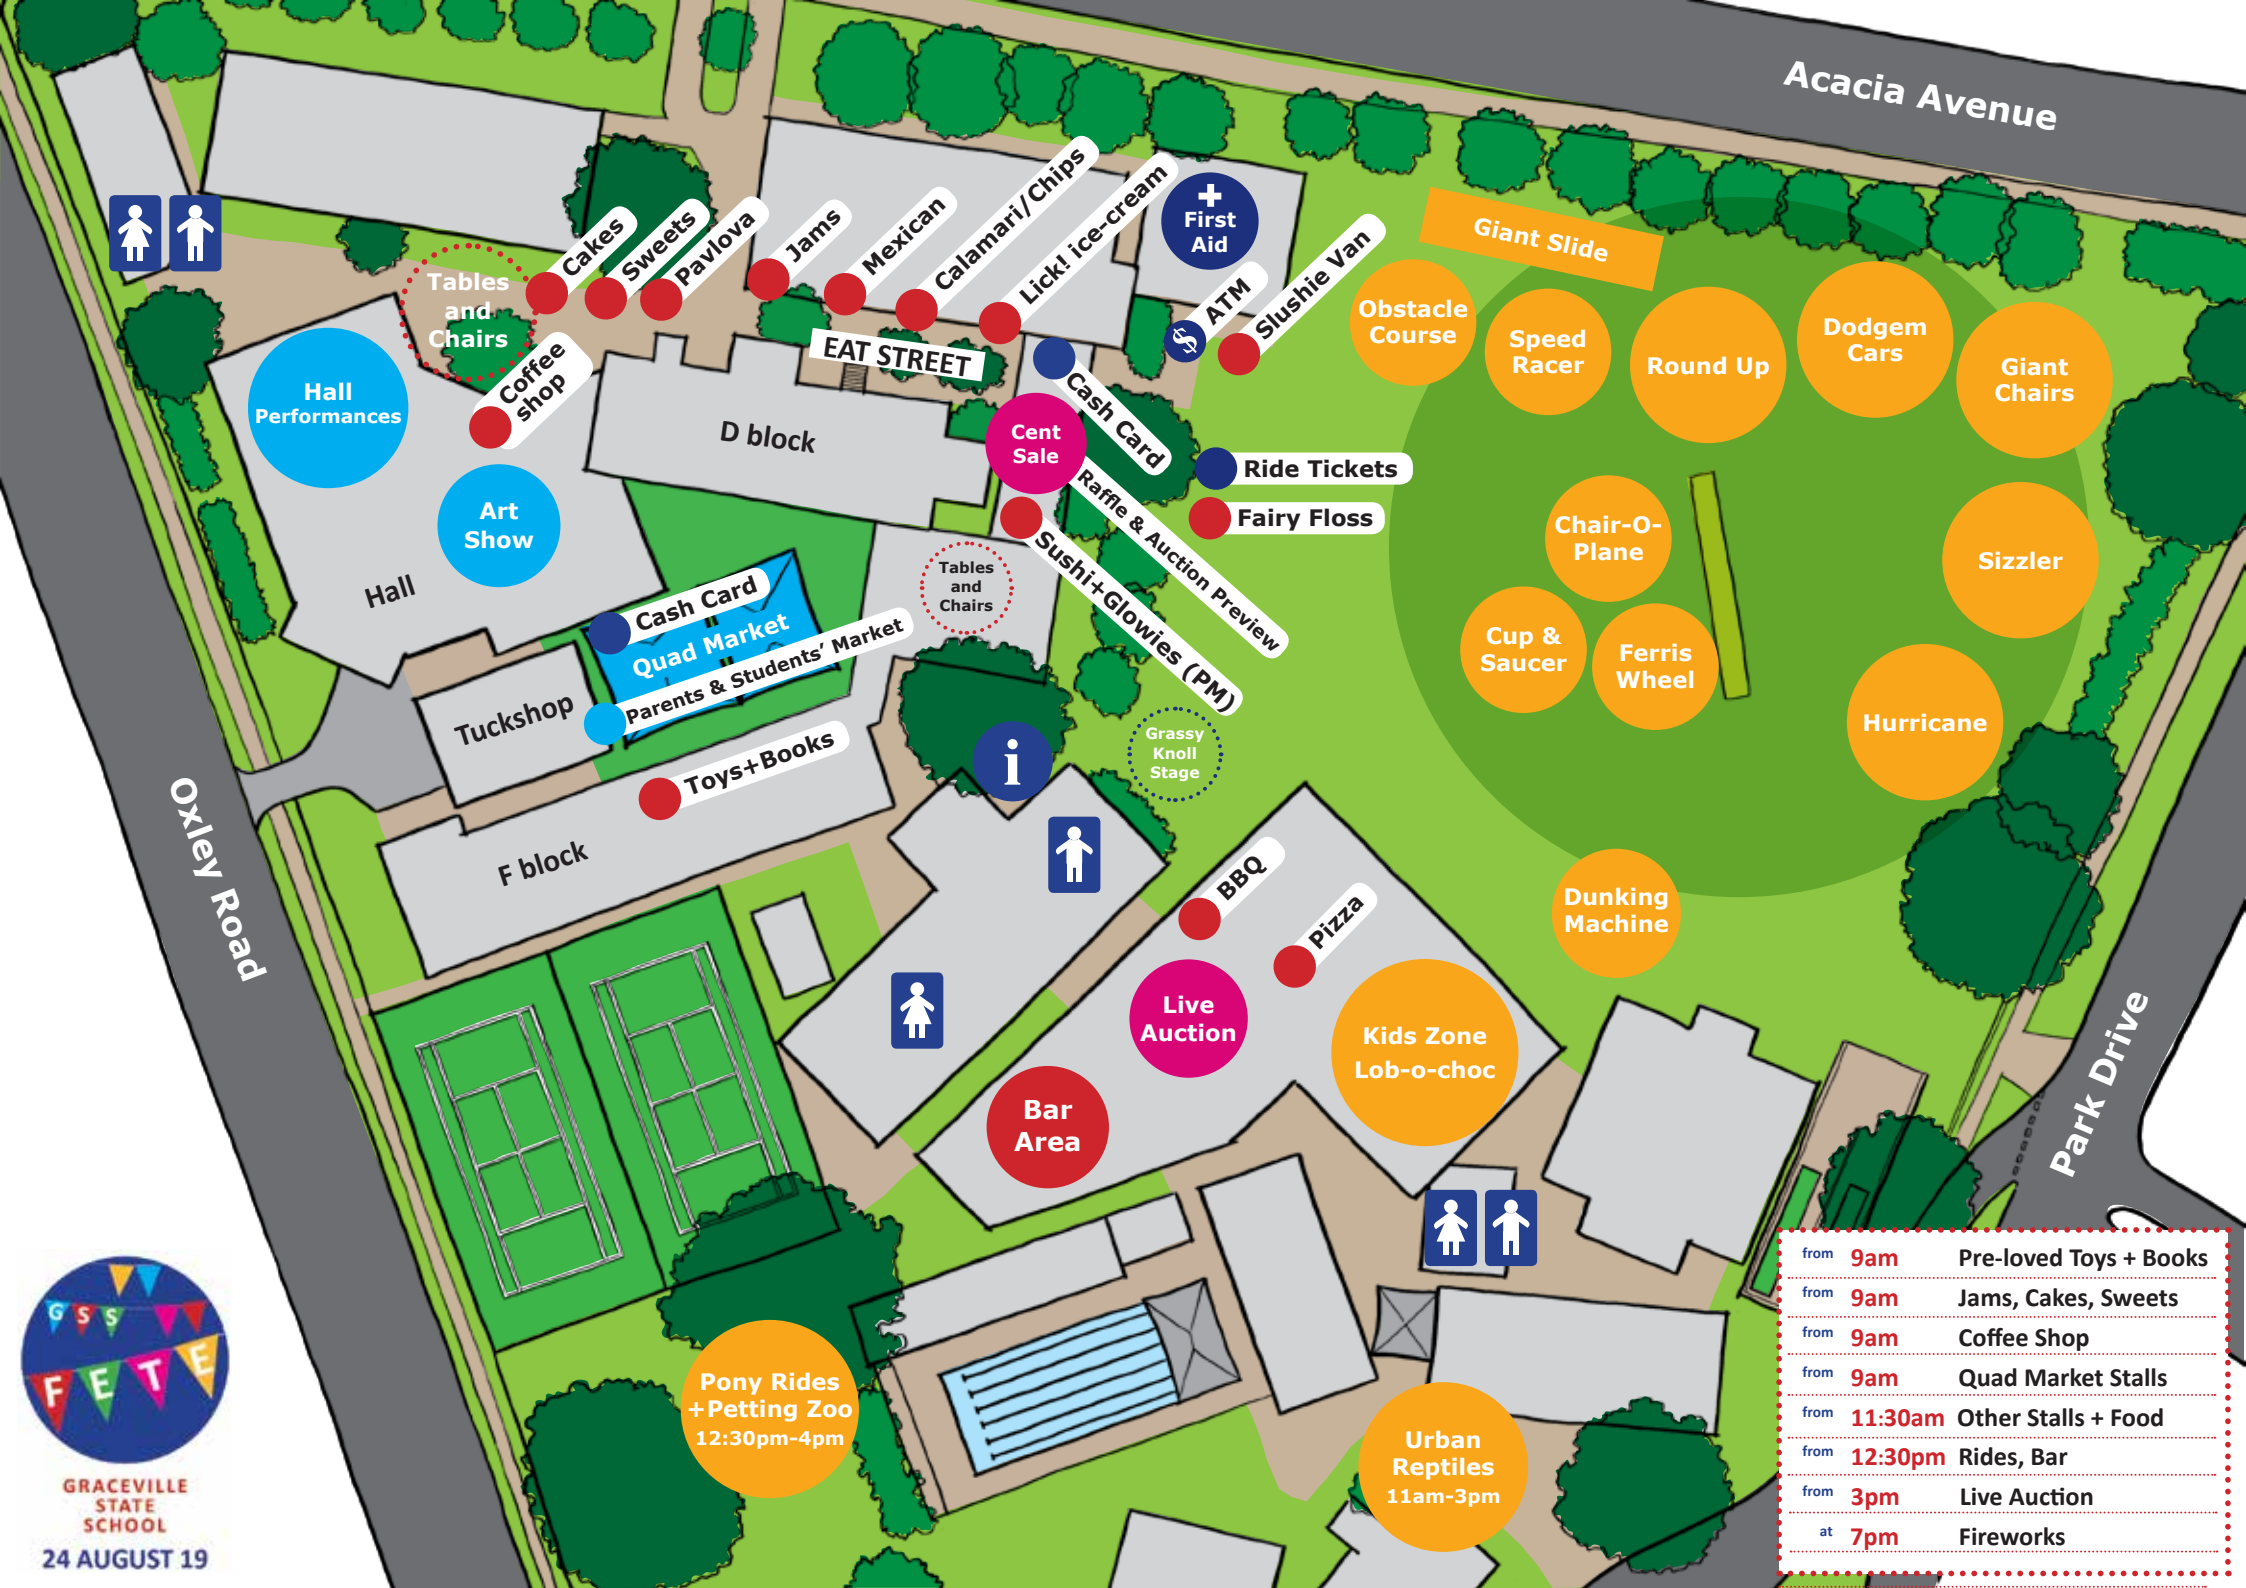 Acacia Avenue
Cakes
Sweets
Pavlova
Jams
Mexican
Calamari/Chips
Lick! ice-cream
First
Aid
$
ATM
Slushie Van
Giant Slide
Tables
and
Chairs
Coffee
shop
EAT STREET
Obstacle
Course
Speed
Racer
Round Up
Dodgem
Cars
Giant
Chairs
Hall
Performances
D block
Cent
Sale
Cash Card
Ride Tickets
Raffle & Auction Preview
Fairy Floss
Sushi+Glowies (PM)
Art
Show
Hall
Tables
and
Chairs
Chair-O-
Plane
Sizzler
Cash Card
Quad Market
Parents & Students' Market
Cup &
Saucer
Ferris
Wheel
Tuckshop
Toys+Books
i
Grassy
Knoll
Stage
Hurricane
Oxley Road
F block
BBQ
Pizza
Dunking
Machine
Live
Auction
Kids Zone
Lob-o-choc
Bar
Area
Park Drive
Pony Rides
+Petting Zoo
12:30pm-4pm
Urban
Reptiles
11am-3pm
GSS
FETE
GRACEVILLE
STATE
SCHOOL
24 AUGUST 19
from 9am Pre-loved Toys + Books
from 9am Jams, Cakes, Sweets
from 9am Coffee Shop
from 9am Quad Market Stalls
from 11:30am Other Stalls + Food
from 12:30pm Rides, Bar
from 3pm Live Auction
at 7pm Fireworks